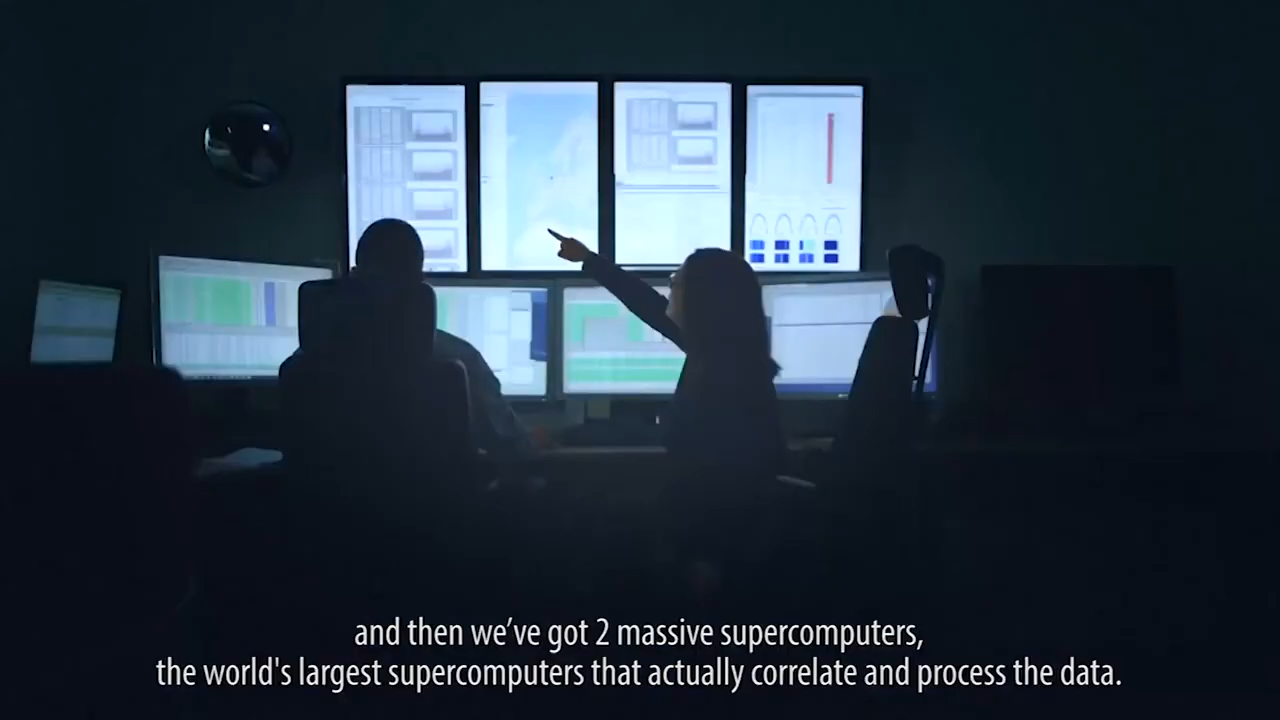 and then we’ve got 2 massive supercomputers,
the world's largest supercomputers that actually correlate and process the data.